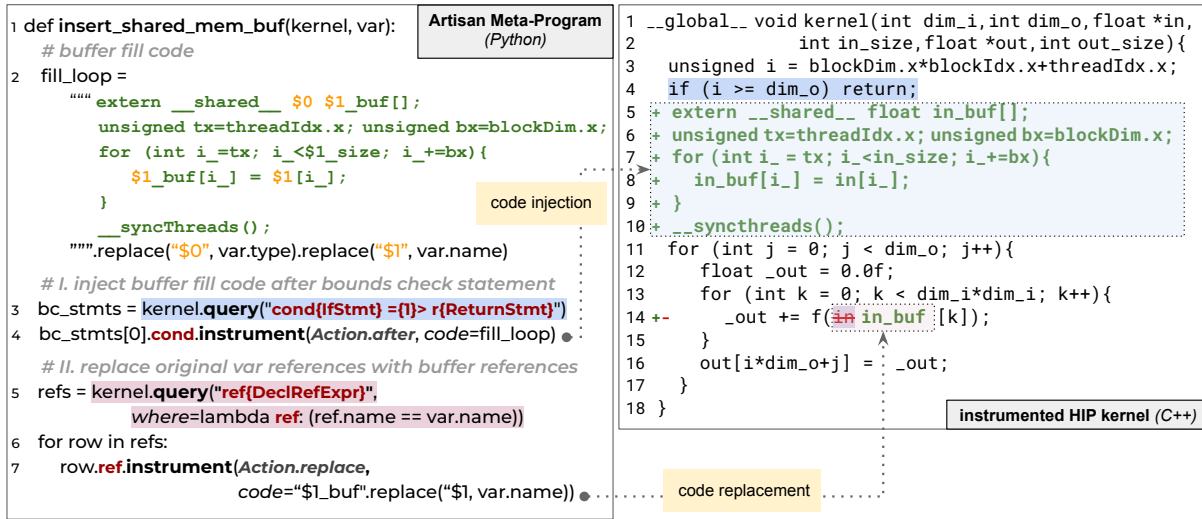 1 def insert_shared_mem_buf(kernel, var):
Artisan Meta-Program
(Python)
# buffer fill code
2 fill_loop =
""" extern __shared__ $0 $1_buf[];
unsigned tx=threadIdx.x; unsigned bx=blockDim.x;
for (int i_=tx; i_<$1_size; i_+=bx){
$1_buf[i_] = $1[i_];
}
__syncThreads();
""".replace("$0", var.type).replace("$1", var.name)
# I. inject buffer fill code after bounds check statement
3 bc_stmts = kernel.query("cond{IfStmt} ={1}> r{ReturnStmt}")
4 bc_stmts[0].cond.instrument(Action.after, code=fill_loop)
# II. replace original var references with buffer references
5 refs = kernel.query("ref{DeclRefExpr}",
where=lambda ref: (ref.name == var.name))
6 for row in refs:
7 row.ref.instrument(Action.replace,
code="$1_buf".replace("$1, var.name))
code injection
code replacement
1 __global__ void kernel(int dim_i,int dim_o,float *in,
2 int in_size,float *out,int out_size){
3 unsigned i = blockDim.x*blockIdx.x+threadIdx.x;
4 if (i >= dim_o) return;
5 + extern __shared__ float in_buf[];
6 + unsigned tx=threadIdx.x; unsigned bx=blockDim.x;
7 + for (int i_ = tx; i_<in_size; i_+=bx){
8 + in_buf[i_] = in[i_];
9 + }
10 + __syncthreads();
11 for (int j = 0; j < dim_o; j++){
12 float _out = 0.0f;
13 for (int k = 0; k < dim_i*dim_i; k++){
14 +- _out += f(in in_buf [k]);
15 }
16 out[i*dim_o+j] = _out;
17 }
18 }
instrumented HIP kernel (C++)